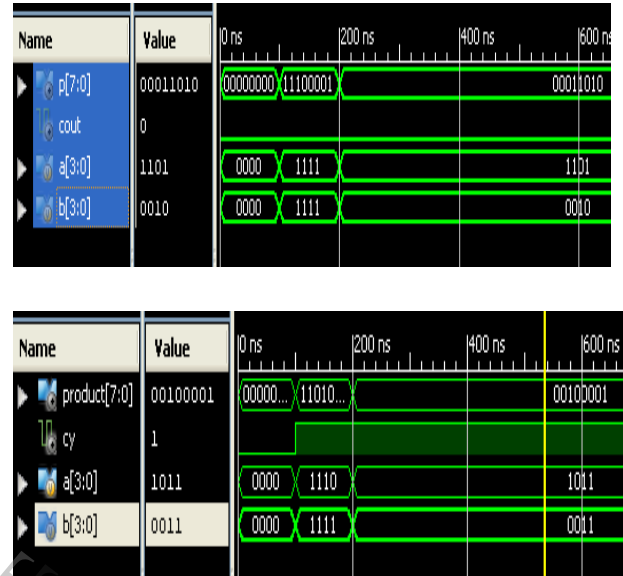 Name Value 0 ns 200 ns 400 ns 600 ns
p[7:0] 00011010 00000000 11100001 00011010
cout 0
a[3:0] 1101 0000 1111 1101
b[3:0] 0010 0000 1111 0010
Name Value 0 ns 200 ns 400 ns 600 ns
product[7:0] 00100001 00000... 11010... 00100001
cy 1
a[3:0] 1011 0000 1110 1011
b[3:0] 0011 0000 1111 0011